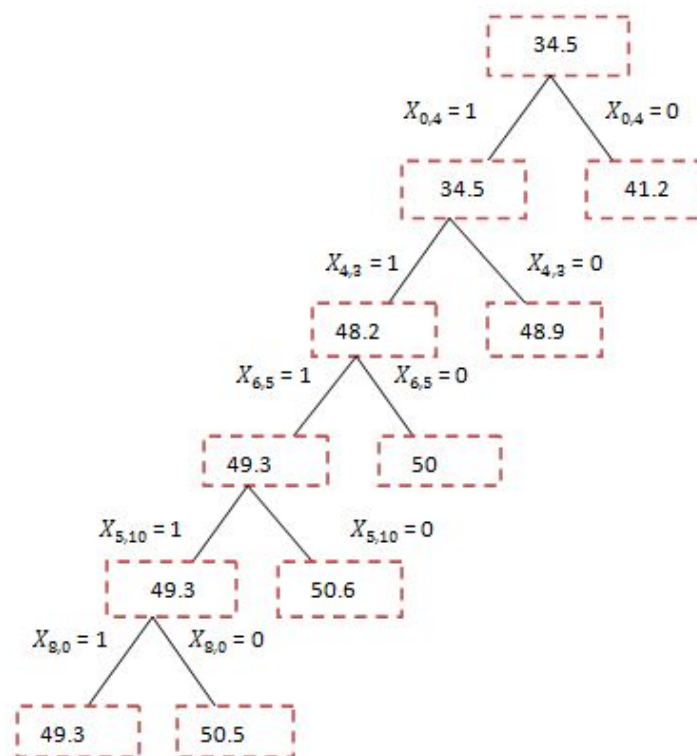 34.5
X0,4 = 1
X0,4 = 0
34.5
41.2
X4,3 = 1
X4,3 = 0
48.2
48.9
X6,5 = 1
X6,5 = 0
49.3
50
X5,10 = 1
X5,10 = 0
49.3
50.6
X8,0 = 1
X8,0 = 0
49.3
50.5